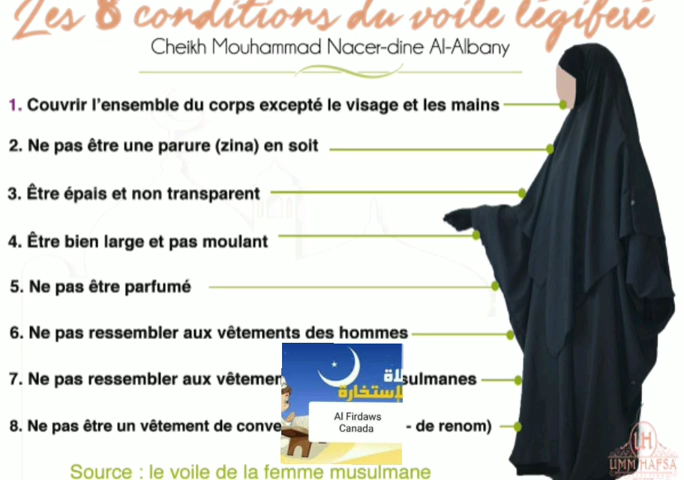 Les 8 conditions du voile légiferé
Cheikh Mouhammad Nacer-dine Al-Albany
1. Couvrir l'ensemble du corps excepté le visage et les mains
2. Ne pas être une parure (zina) en soit
3. Être épais et non transparent
4. Être bien large et pas moulant
5. Ne pas être parfumé
6. Ne pas ressembler aux vêtements des hommes
7. Ne pas ressembler aux vêtemen sulmanes
8. Ne pas être un vêtement de conve - de renom)
الاستخارة
Al Firdaws
Canada
Source : le voile de la femme musulmane
UH
UMM HAFSA